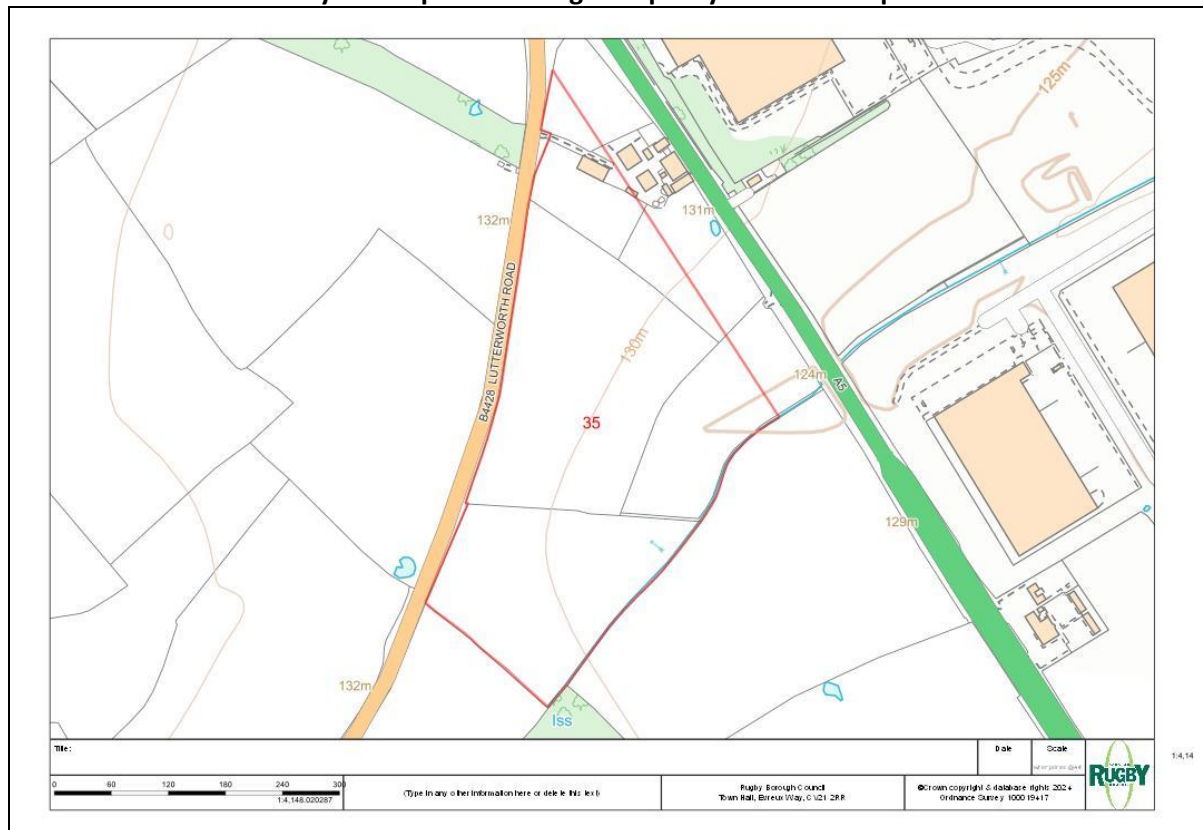 125m
132m
131m
B4428 LUTTERWORTH ROAD
130m
124m
A5
35
129m
132m
Iss
Title:
Date
Scale
RUGBY
1:4,14
0 60 120 180 240 300
1:4,148.020287
(Type in any other information here or delete this text)
Rugby Borough Council
Town Hall, Evreux Way, CV21 2RR
©Crown copyright & database rights 2024
Ordnance Survey 100019417